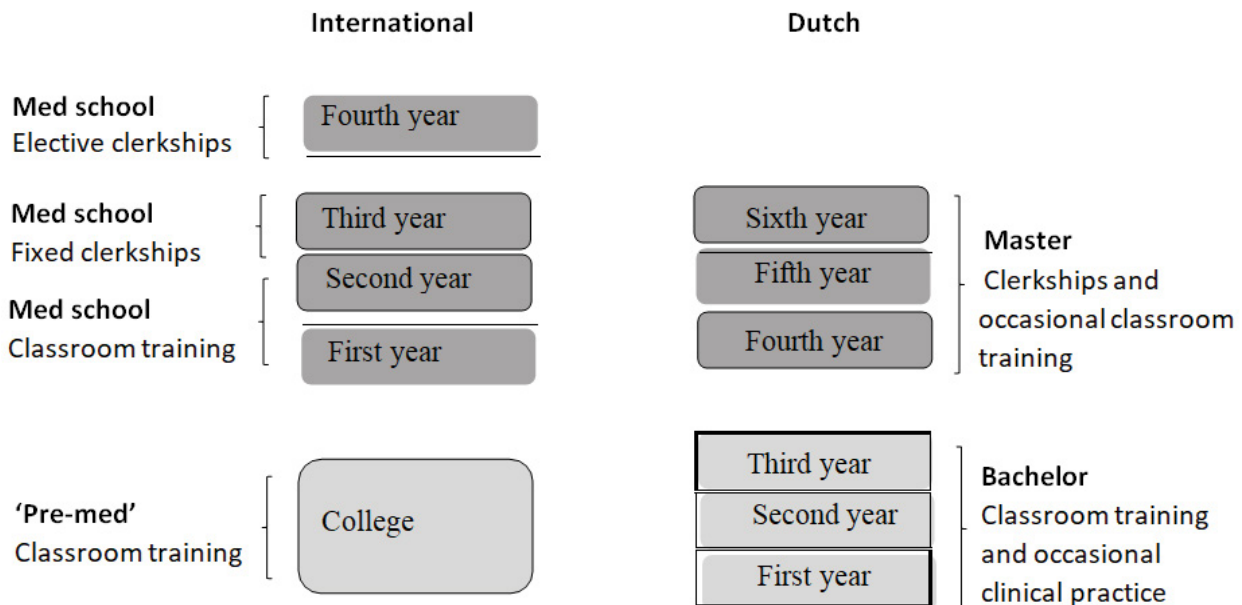 International
Dutch
Med school
Elective clerkships
Fourth year
Med school
Fixed clerkships
Third year
Med school
Classroom training
Second year
First year
‘Pre-med’
Classroom training
College
Sixth year
Fifth year
Fourth year
Master
Clerkships and
occasional classroom
training
Third year
Second year
First year
Bachelor
Classroom training
and occasional
clinical practice